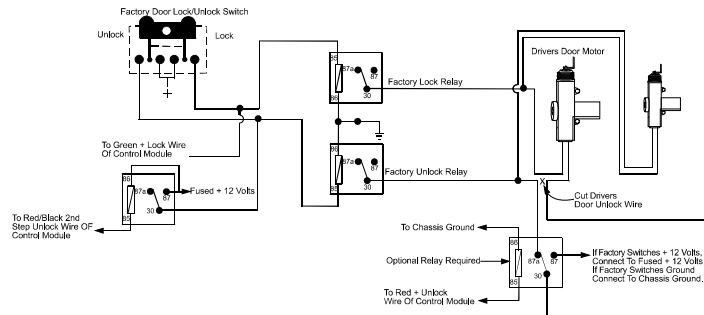 Factory Door Lock/Unlock Switch
Unlock
Lock
Drivers Door Motor
85
87a
87
30
86
Factory Lock Relay
To Green + Lock Wire
Of Control Module
86
87a
87
30
85
Fused + 12 Volts
To Red/Black 2nd
Step Unlock Wire OF
Control Module
86
87a
87
30
85
Factory Unlock Relay
X
Cut Drivers
Door Unlock Wire
To Chassis Ground
Optional Relay Required
86
87a
87
30
85
To Red + Unlock
Wire Of Control Module
If Factory Switches + 12 Volts,
Connect To Fused + 12 Volts
If Factory Switches Ground
Connect To Chassis Ground.